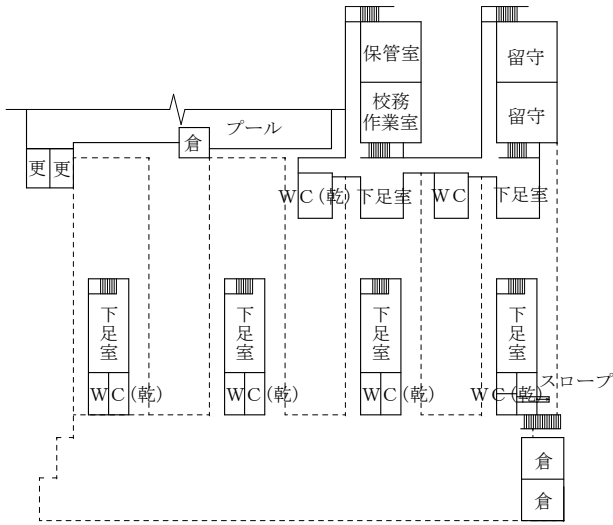 保管室
留守
校務
作業室
留守
プール
倉
更
更
WC(乾)
下足室
WC
下足室
下足室
下足室
下足室
下足室
WC(乾)
WC(乾)
WC(乾)
WC(乾)
スロープ
倉
倉